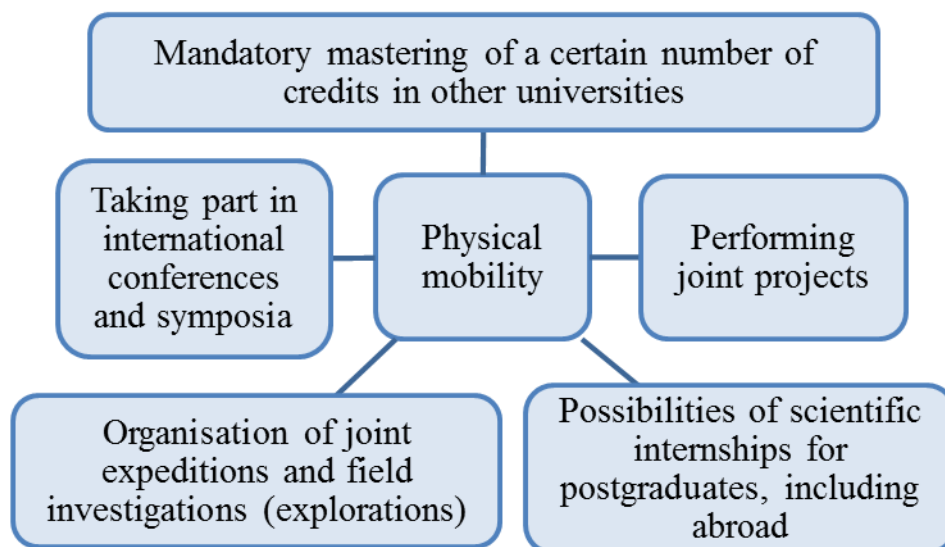 Mandatory mastering of a certain number of
credits in other universities
Taking part in
international
conferences
and symposia
Physical
mobility
Performing
joint projects
Organisation of joint
expeditions and field
investigations (explorations)
Possibilities of scientific
internships for
postgraduates, including
abroad